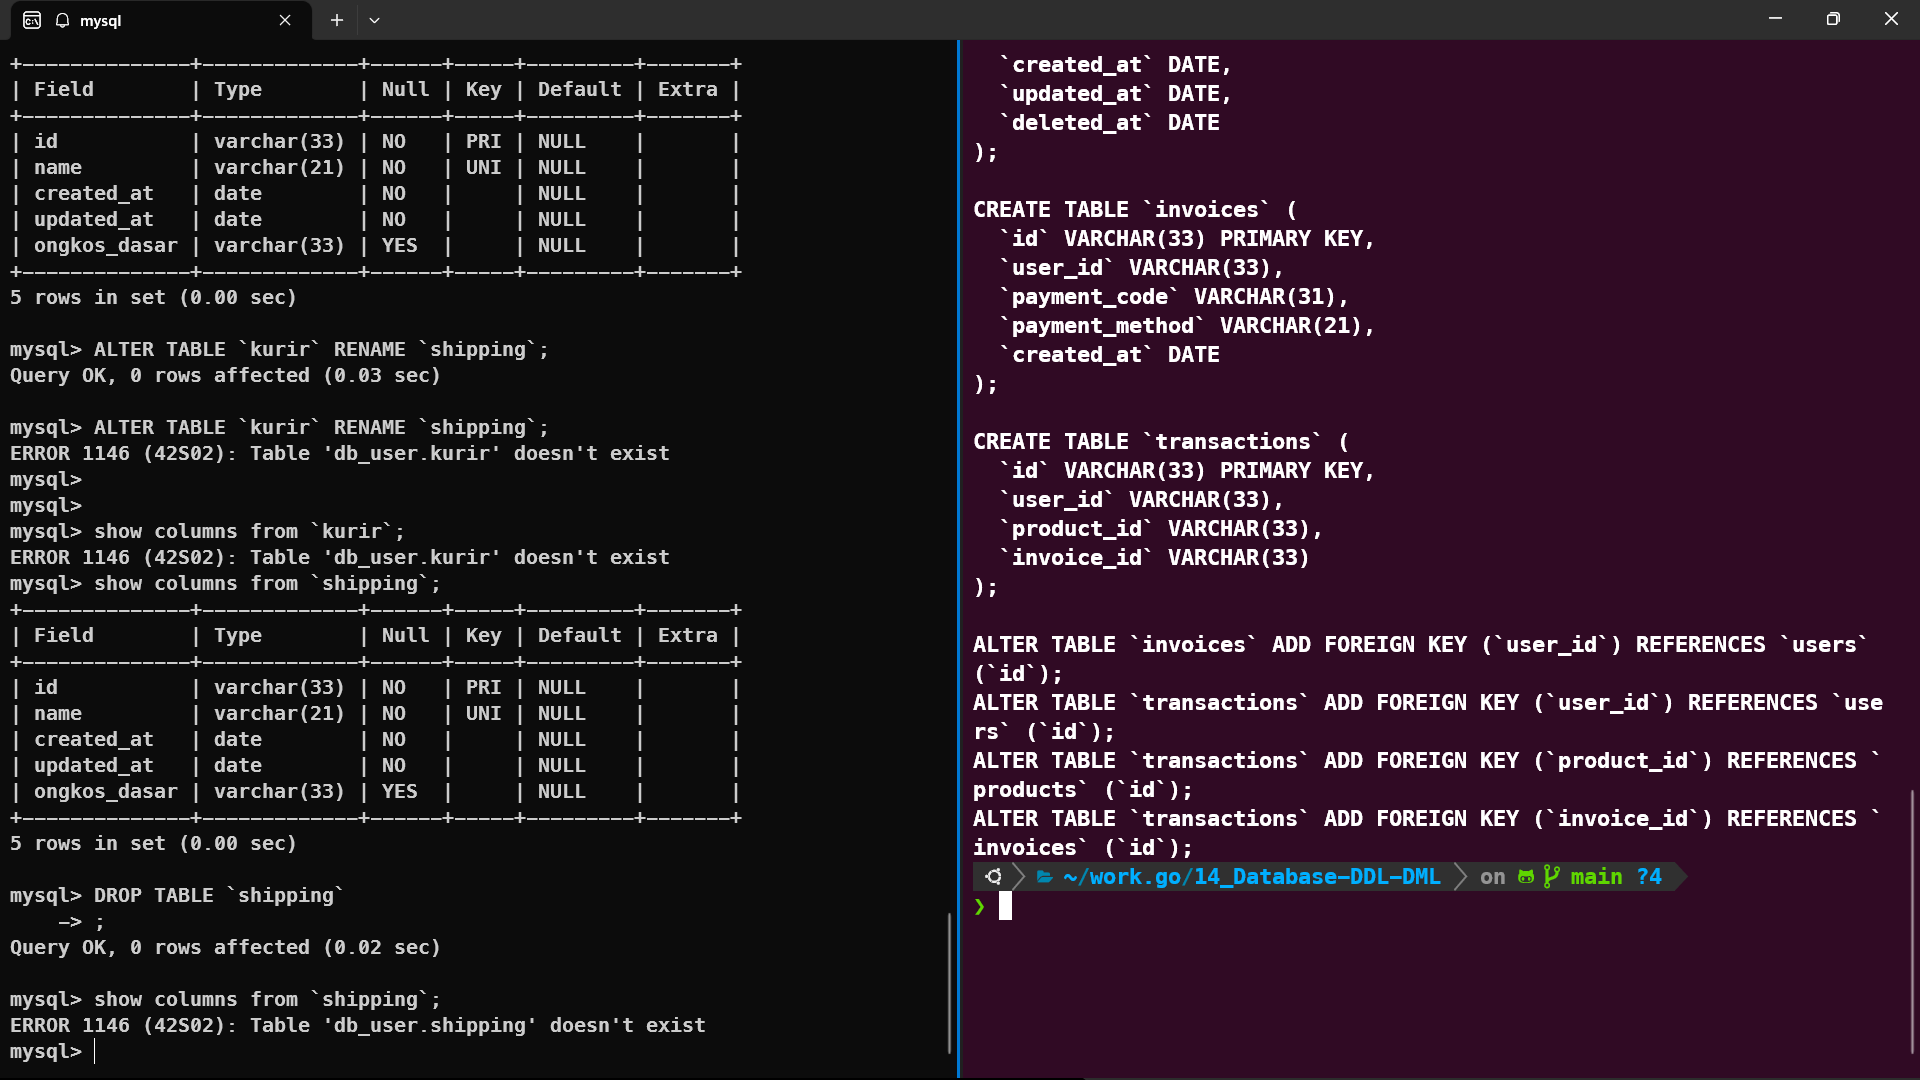 mysql
+--------------+-------------+------+-----+---------+-------+
| Field        | Type        | Null | Key | Default | Extra |
+--------------+-------------+------+-----+---------+-------+
| id           | varchar(33) | NO   | PRI | NULL    |       |
| name         | varchar(21) | NO   | UNI | NULL    |       |
| created_at   | date        | NO   |     | NULL    |       |
| updated_at   | date        | NO   |     | NULL    |       |
| ongkos_dasar | varchar(33) | YES  |     | NULL    |       |
+--------------+-------------+------+-----+---------+-------+
5 rows in set (0.00 sec)

mysql> ALTER TABLE `kurir` RENAME `shipping`;
Query OK, 0 rows affected (0.03 sec)

mysql> ALTER TABLE `kurir` RENAME `shipping`;
ERROR 1146 (42S02): Table 'db_user.kurir' doesn't exist
mysql>
mysql>
mysql> show columns from `kurir`;
ERROR 1146 (42S02): Table 'db_user.kurir' doesn't exist
mysql> show columns from `shipping`;
+--------------+-------------+------+-----+---------+-------+
| Field        | Type        | Null | Key | Default | Extra |
+--------------+-------------+------+-----+---------+-------+
| id           | varchar(33) | NO   | PRI | NULL    |       |
| name         | varchar(21) | NO   | UNI | NULL    |       |
| created_at   | date        | NO   |     | NULL    |       |
| updated_at   | date        | NO   |     | NULL    |       |
| ongkos_dasar | varchar(33) | YES  |     | NULL    |       |
+--------------+-------------+------+-----+---------+-------+
5 rows in set (0.00 sec)

mysql> DROP TABLE `shipping`
    -> ;
Query OK, 0 rows affected (0.02 sec)

mysql> show columns from `shipping`;
ERROR 1146 (42S02): Table 'db_user.shipping' doesn't exist
mysql>
  `created_at` DATE,
  `updated_at` DATE,
  `deleted_at` DATE
);

CREATE TABLE `invoices` (
  `id` VARCHAR(33) PRIMARY KEY,
  `user_id` VARCHAR(33),
  `payment_code` VARCHAR(31),
  `payment_method` VARCHAR(21),
  `created_at` DATE
);

CREATE TABLE `transactions` (
  `id` VARCHAR(33) PRIMARY KEY,
  `user_id` VARCHAR(33),
  `product_id` VARCHAR(33),
  `invoice_id` VARCHAR(33)
);

ALTER TABLE `invoices` ADD FOREIGN KEY (`user_id`) REFERENCES `users`
(`id`);
ALTER TABLE `transactions` ADD FOREIGN KEY (`user_id`) REFERENCES `use
rs` (`id`);
ALTER TABLE `transactions` ADD FOREIGN KEY (`product_id`) REFERENCES `
products` (`id`);
ALTER TABLE `transactions` ADD FOREIGN KEY (`invoice_id`) REFERENCES `
invoices` (`id`);
~/work.go/14_Database-DDL-DML on main ?4
❯